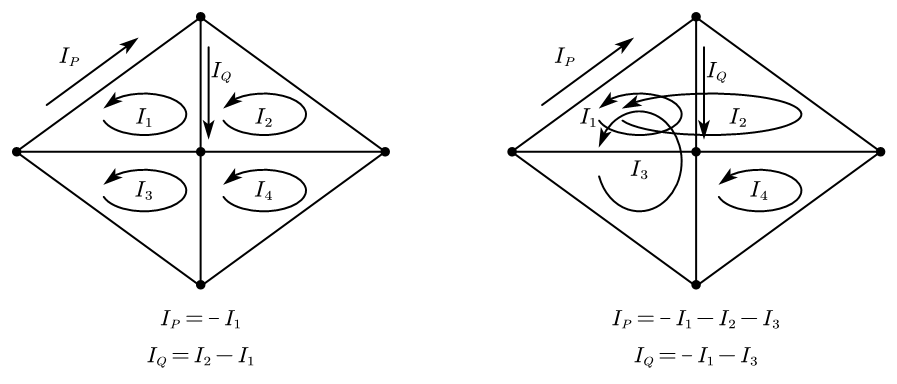 I_P
I_Q
I_1
I_2
I_3
I_4
I_P = – I_1
I_Q = I_2 – I_1
I_P
I_Q
I_1
I_2
I_3
I_4
I_P = – I_1 – I_2 – I_3
I_Q = – I_1 – I_3